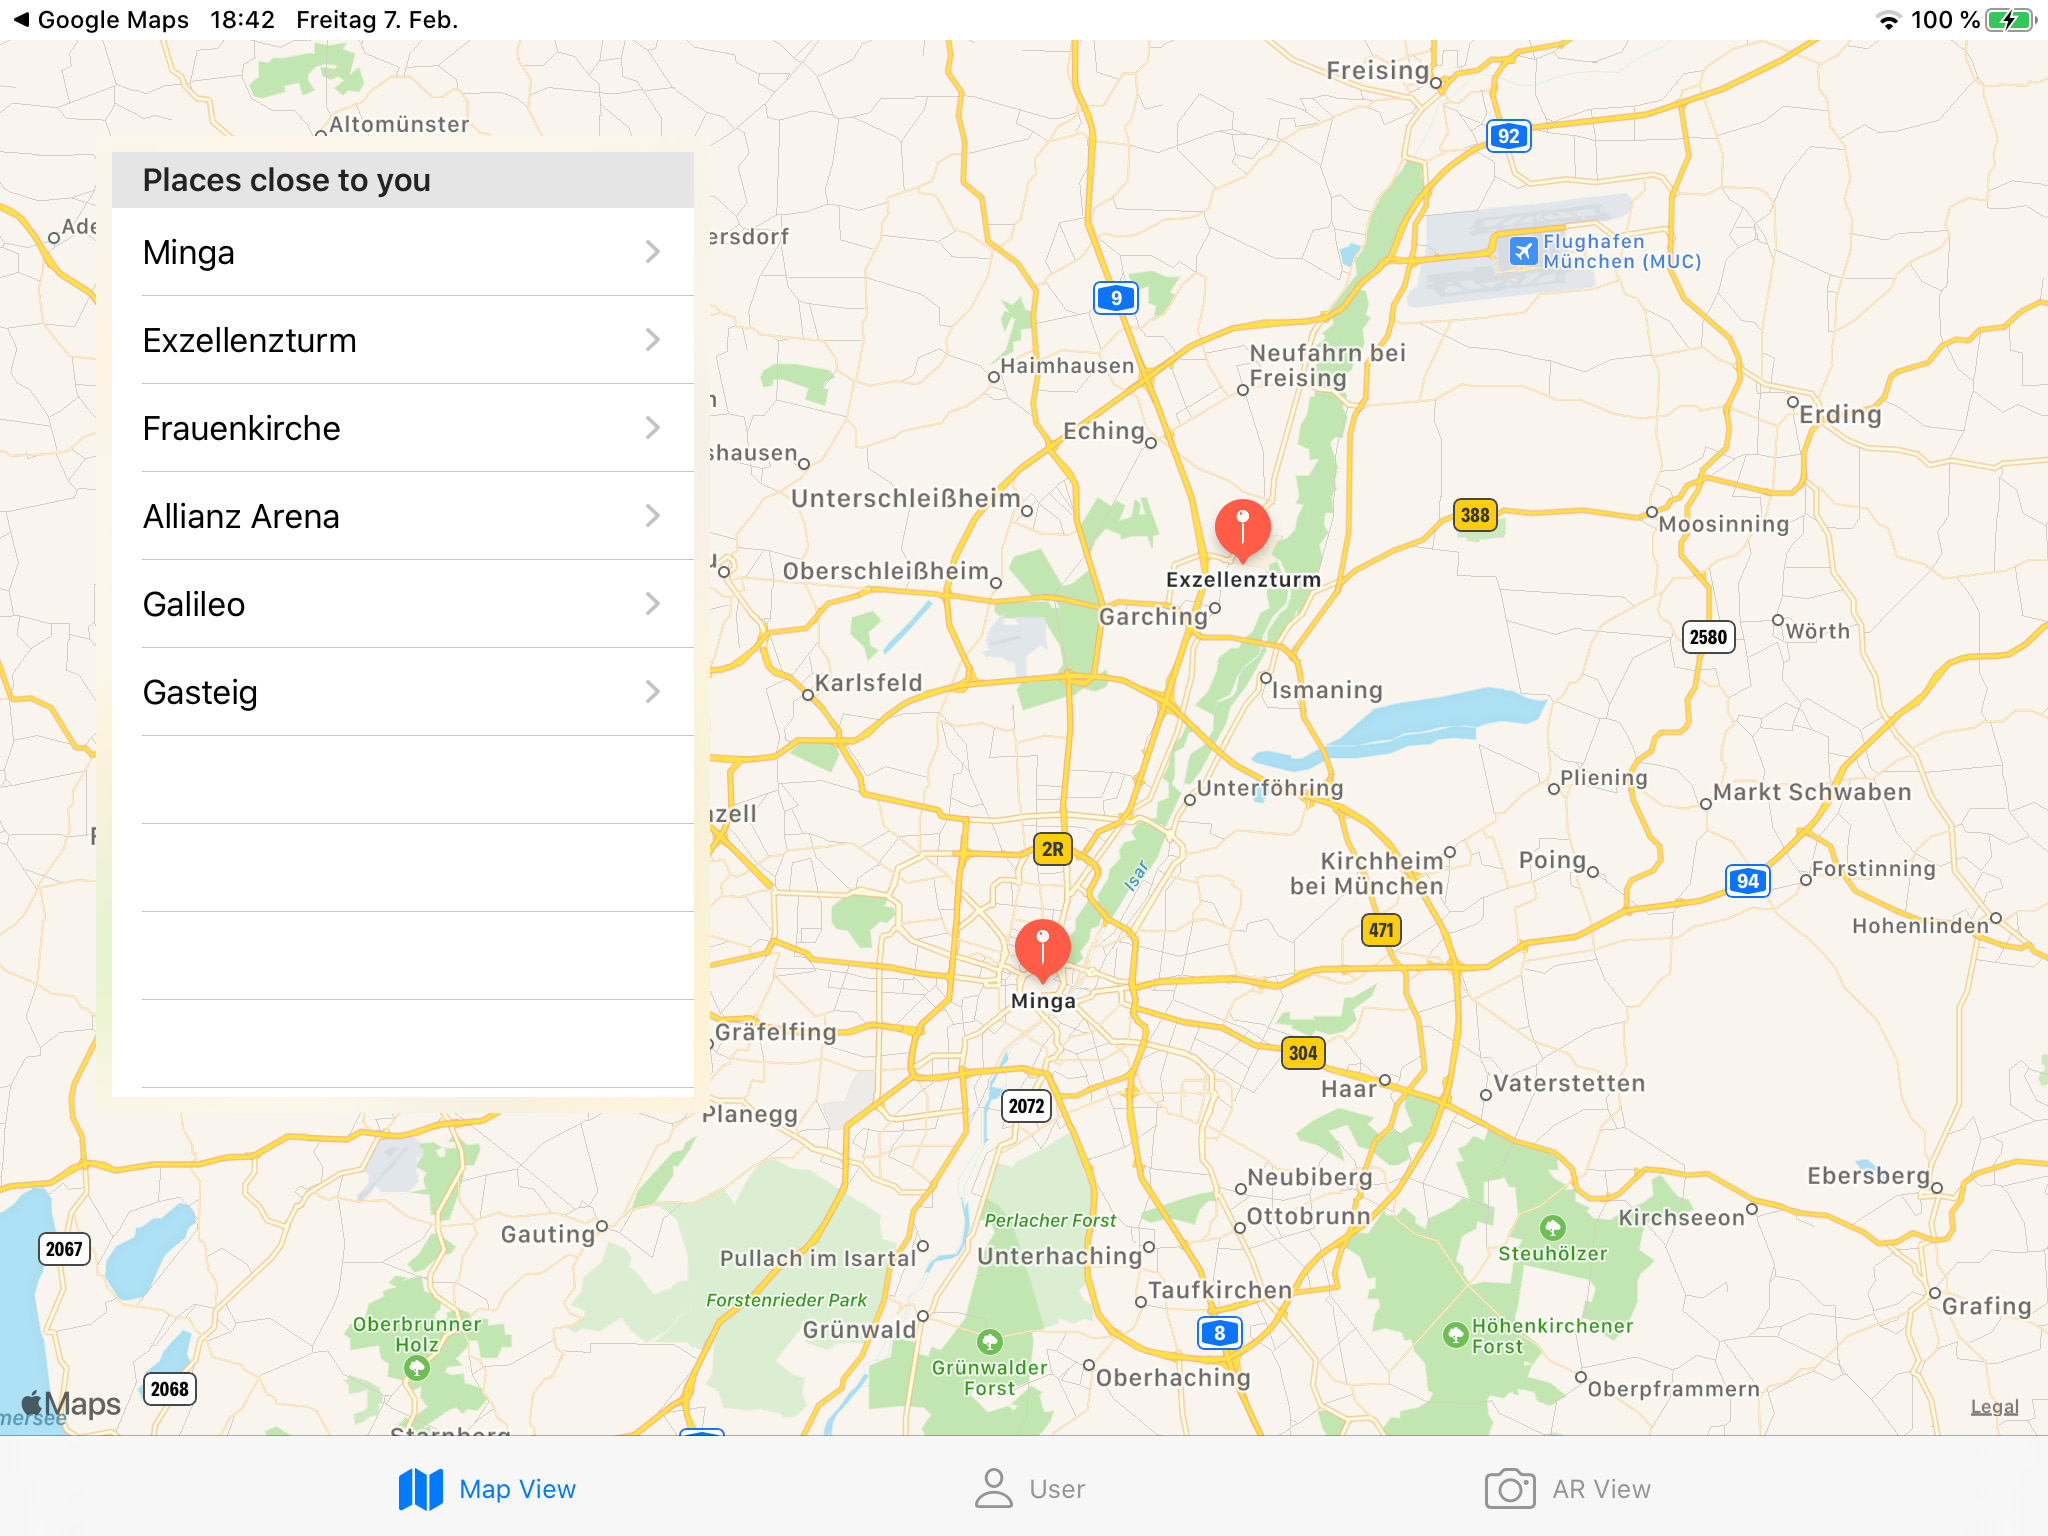 Google Maps 18:42 Freitag 7. Feb.
100 %
Freising
92
Altomünster
Places close to you
Minga
Exzellenzturm
Frauenkirche
Allianz Arena
Galileo
Gasteig
ersdorf
Flughafen
München (MUC)
9
Neufahrn bei
Freising
Haimhausen
Erding
Eching
shausen
Unterschleißheim
388
Moosinning
Oberschleißheim
Exzellenzturm
Garching
2580
Wörth
Karlsfeld
Ismaning
Pliening
Unterföhring
Markt Schwaben
nzell
2R
Isar
Kirchheim
bei München
Poing
94
Forstinning
471
Hohenlinden
Minga
Gräfelfing
304
Haar
Vaterstetten
2072
Planegg
Neubiberg
Ebersberg
Ottobrunn
Kirchseeon
Perlacher Forst
Gauting
2067
Pullach im Isartal
Unterhaching
Steuhölzer
Taufkirchen
Forstenrieder Park
Grafing
Oberbrunner
Holz
Grünwald
8
Höhenkirchener
Forst
Grünwalder
Forst
Oberhaching
2068
Oberpframmern
Maps
mersee
Legal
Starnberg
Map View
User
AR View